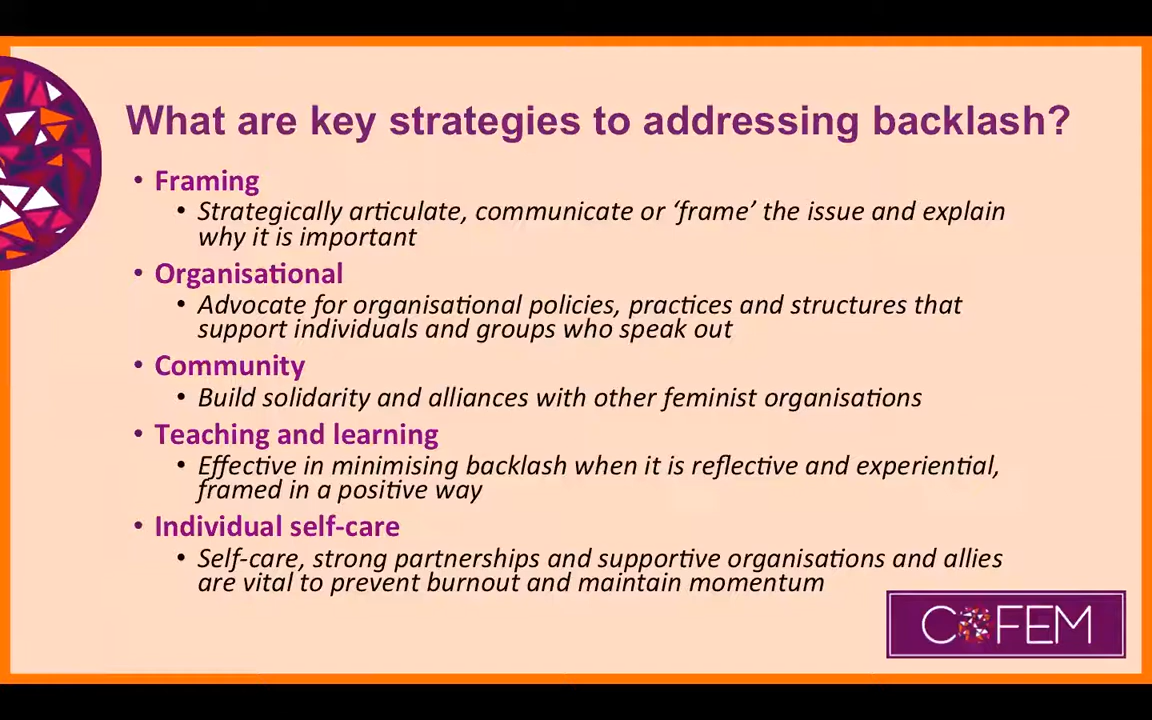 What are key strategies to addressing backlash?
• Framing
• Strategically articulate, communicate or ‘frame’ the issue and explain
why it is important
• Organisational
• Advocate for organisational policies, practices and structures that
support individuals and groups who speak out
• Community
• Build solidarity and alliances with other feminist organisations
• Teaching and learning
• Effective in minimising backlash when it is reflective and experiential,
framed in a positive way
• Individual self-care
• Self-care, strong partnerships and supportive organisations and allies
are vital to prevent burnout and maintain momentum
COFEM